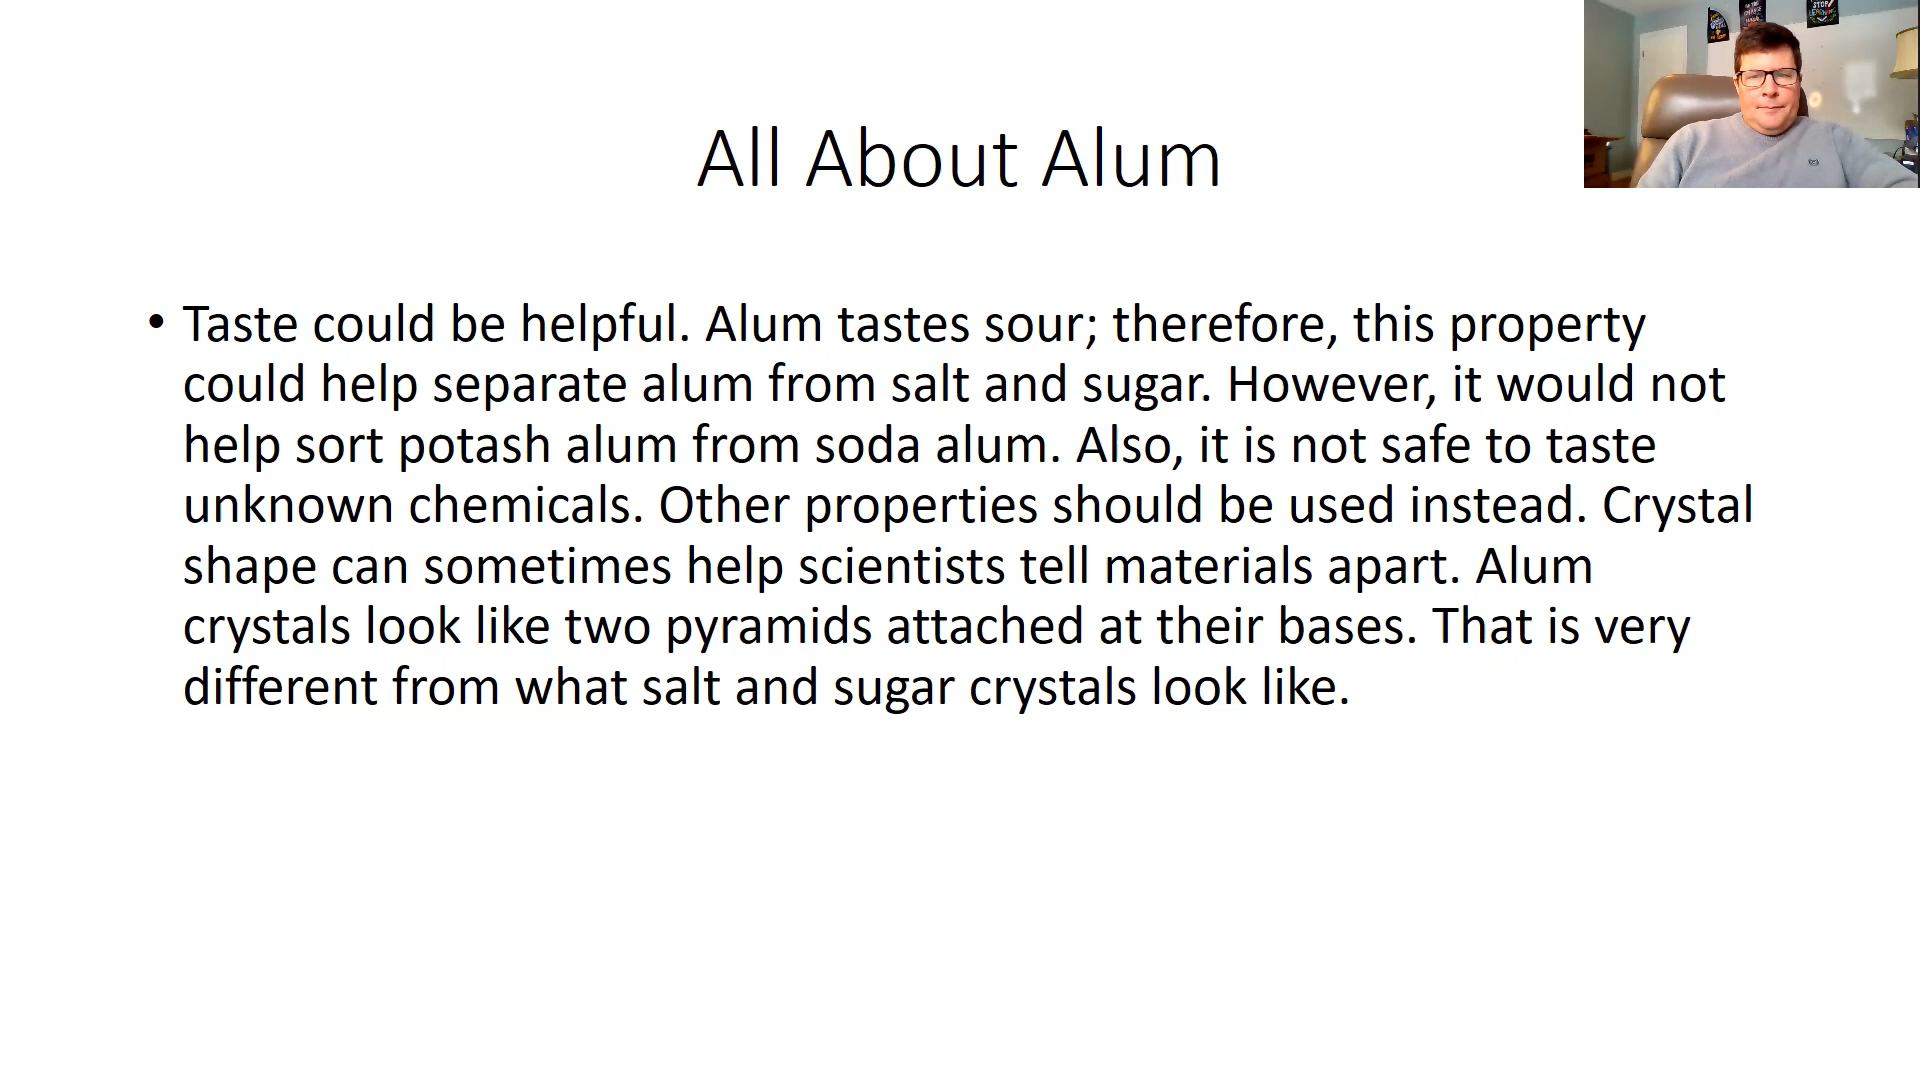 All About Alum
• Taste could be helpful. Alum tastes sour; therefore, this property
could help separate alum from salt and sugar. However, it would not
help sort potash alum from soda alum. Also, it is not safe to taste
unknown chemicals. Other properties should be used instead. Crystal
shape can sometimes help scientists tell materials apart. Alum
crystals look like two pyramids attached at their bases. That is very
different from what salt and sugar crystals look like.
STOP